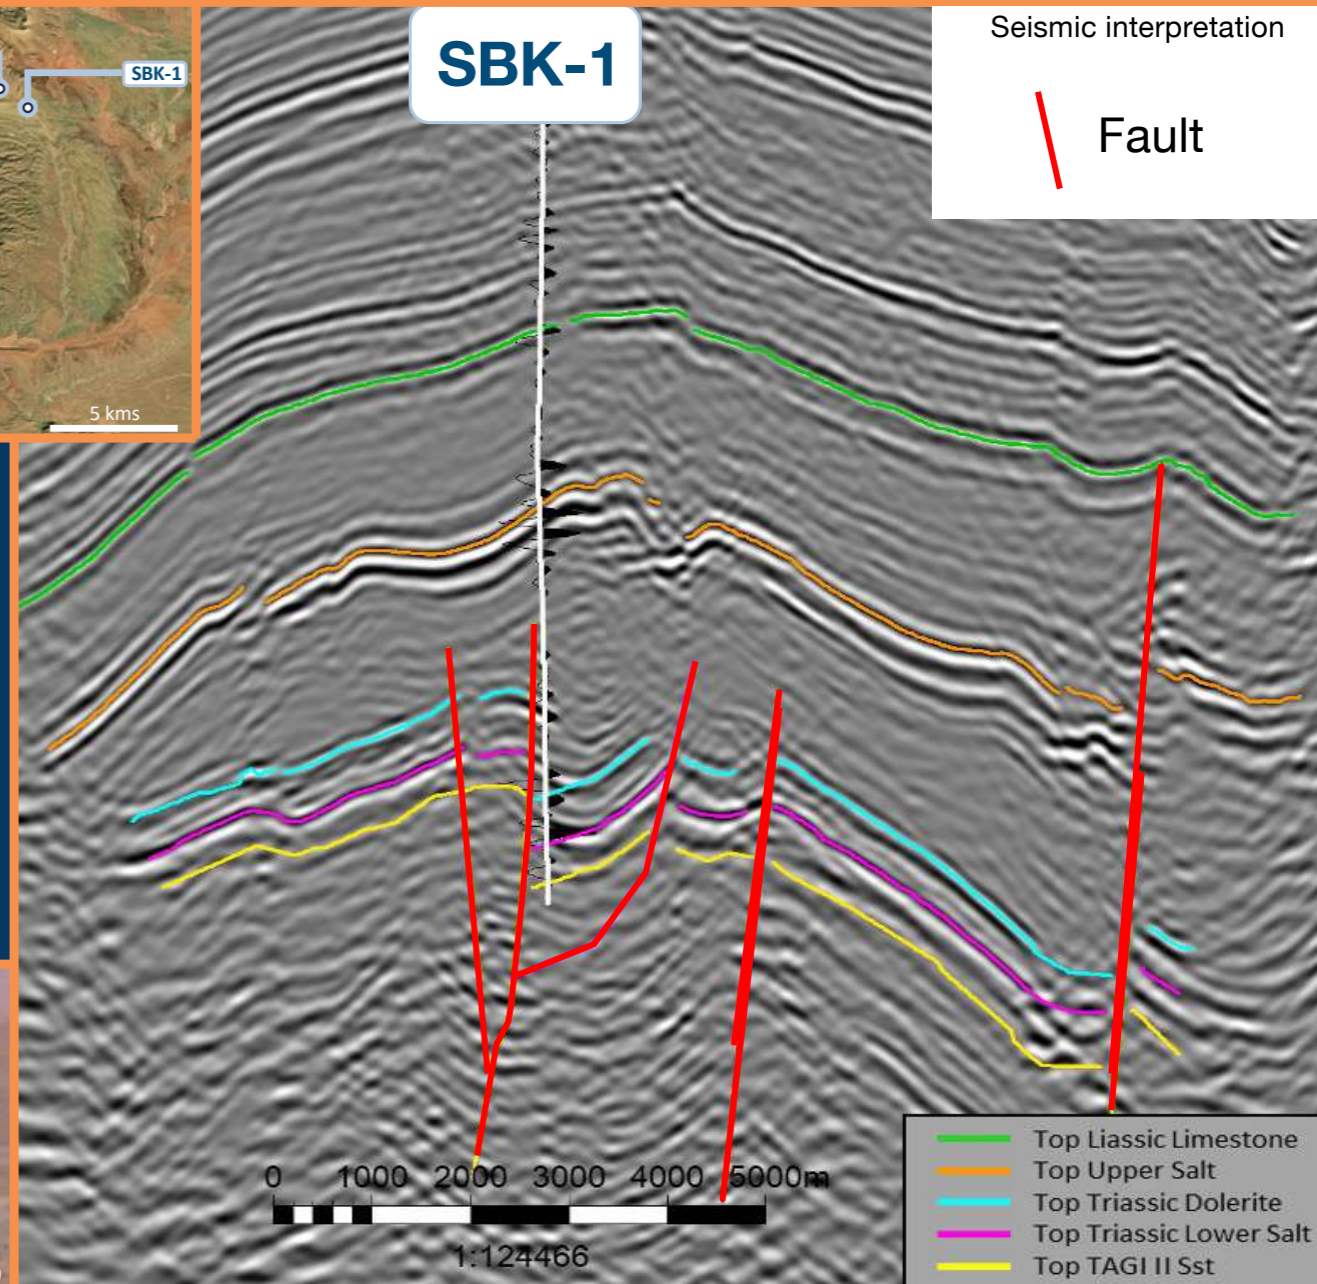 SBK-1
5 kms
SBK-1
Seismic interpretation
Fault
0 1000 2000 3000 4000 5000m
1:124466
Top Liassic Limestone
Top Upper Salt
Top Triassic Dolerite
Top Triassic Lower Salt
Top TAGI II Sst